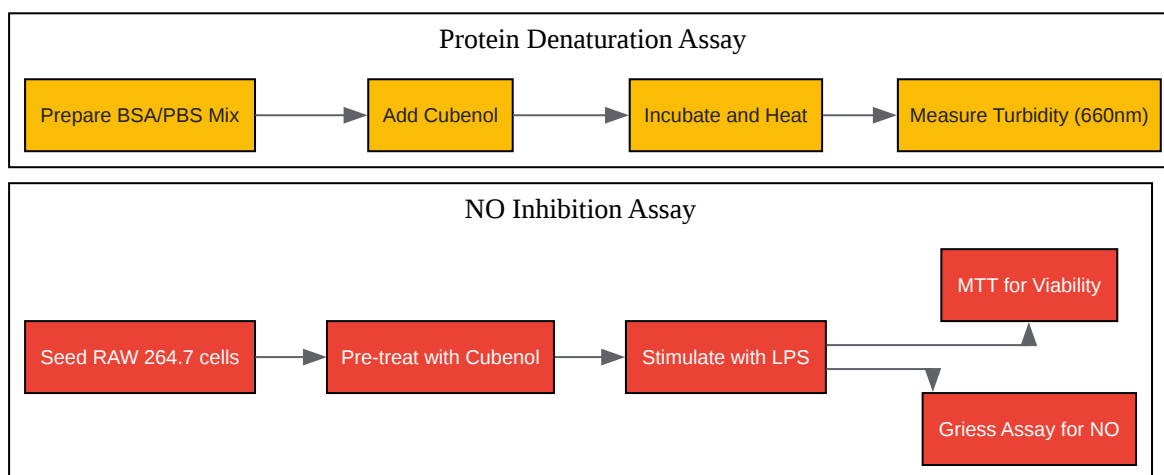 Protein Denaturation Assay
Prepare BSA/PBS Mix
Add Cubenol
Incubate and Heat
Measure Turbidity (660nm)
NO Inhibition Assay
MTT for Viability
Seed RAW 264.7 cells
Pre-treat with Cubenol
Stimulate with LPS
Griess Assay for NO